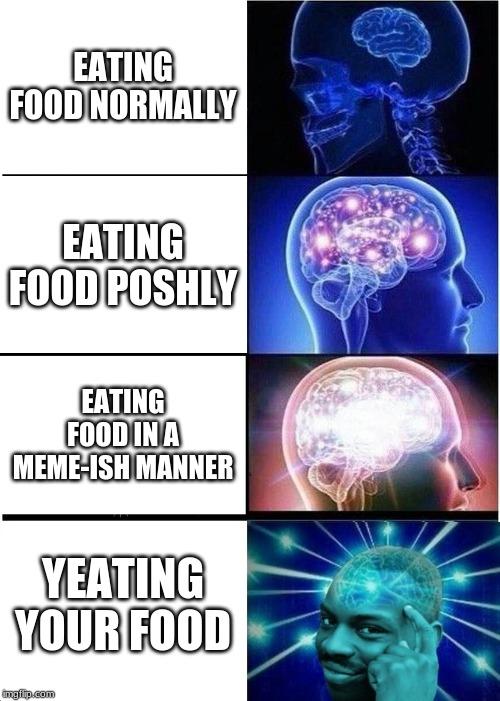 EATING
FOOD NORMALLY
EATING
FOOD POSHLY
EATING
FOOD IN A
MEME-ISH MANNER
YEATING
YOUR FOOD
imgflip.com